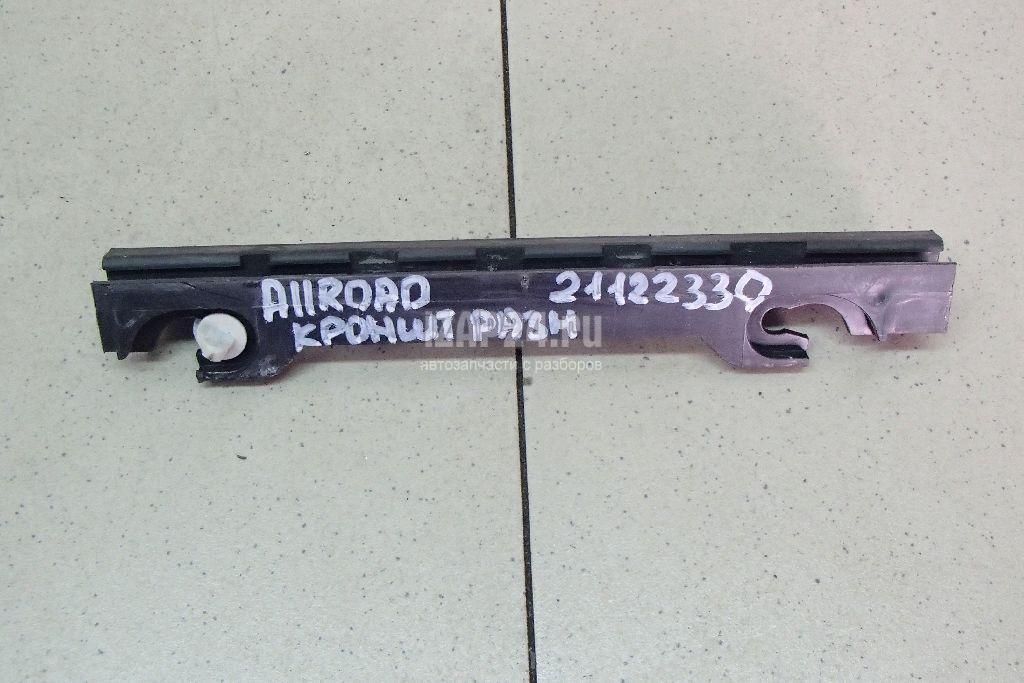 AllROAD 21122330
КРОНШТ РАЗН
автозапчасти с разборов